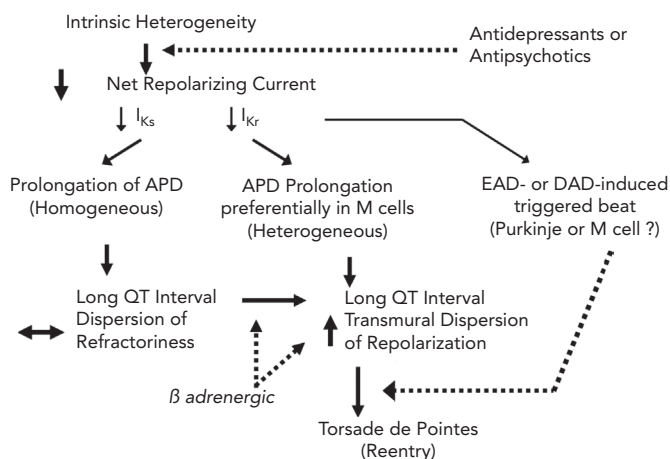 Intrinsic Heterogeneity
Antidepressants or
Antipsychotics
Net Repolarizing Current
I_Ks
I_Kr
Prolongation of APD
(Homogeneous)
APD Prolongation
preferentially in M cells
(Heterogeneous)
EAD- or DAD-induced
triggered beat
(Purkinje or M cell ?)
Long QT Interval
Dispersion of
Refractoriness
Long QT Interval
Transmural Dispersion
of Repolarization
ß adrenergic
Torsade de Pointes
(Reentry)